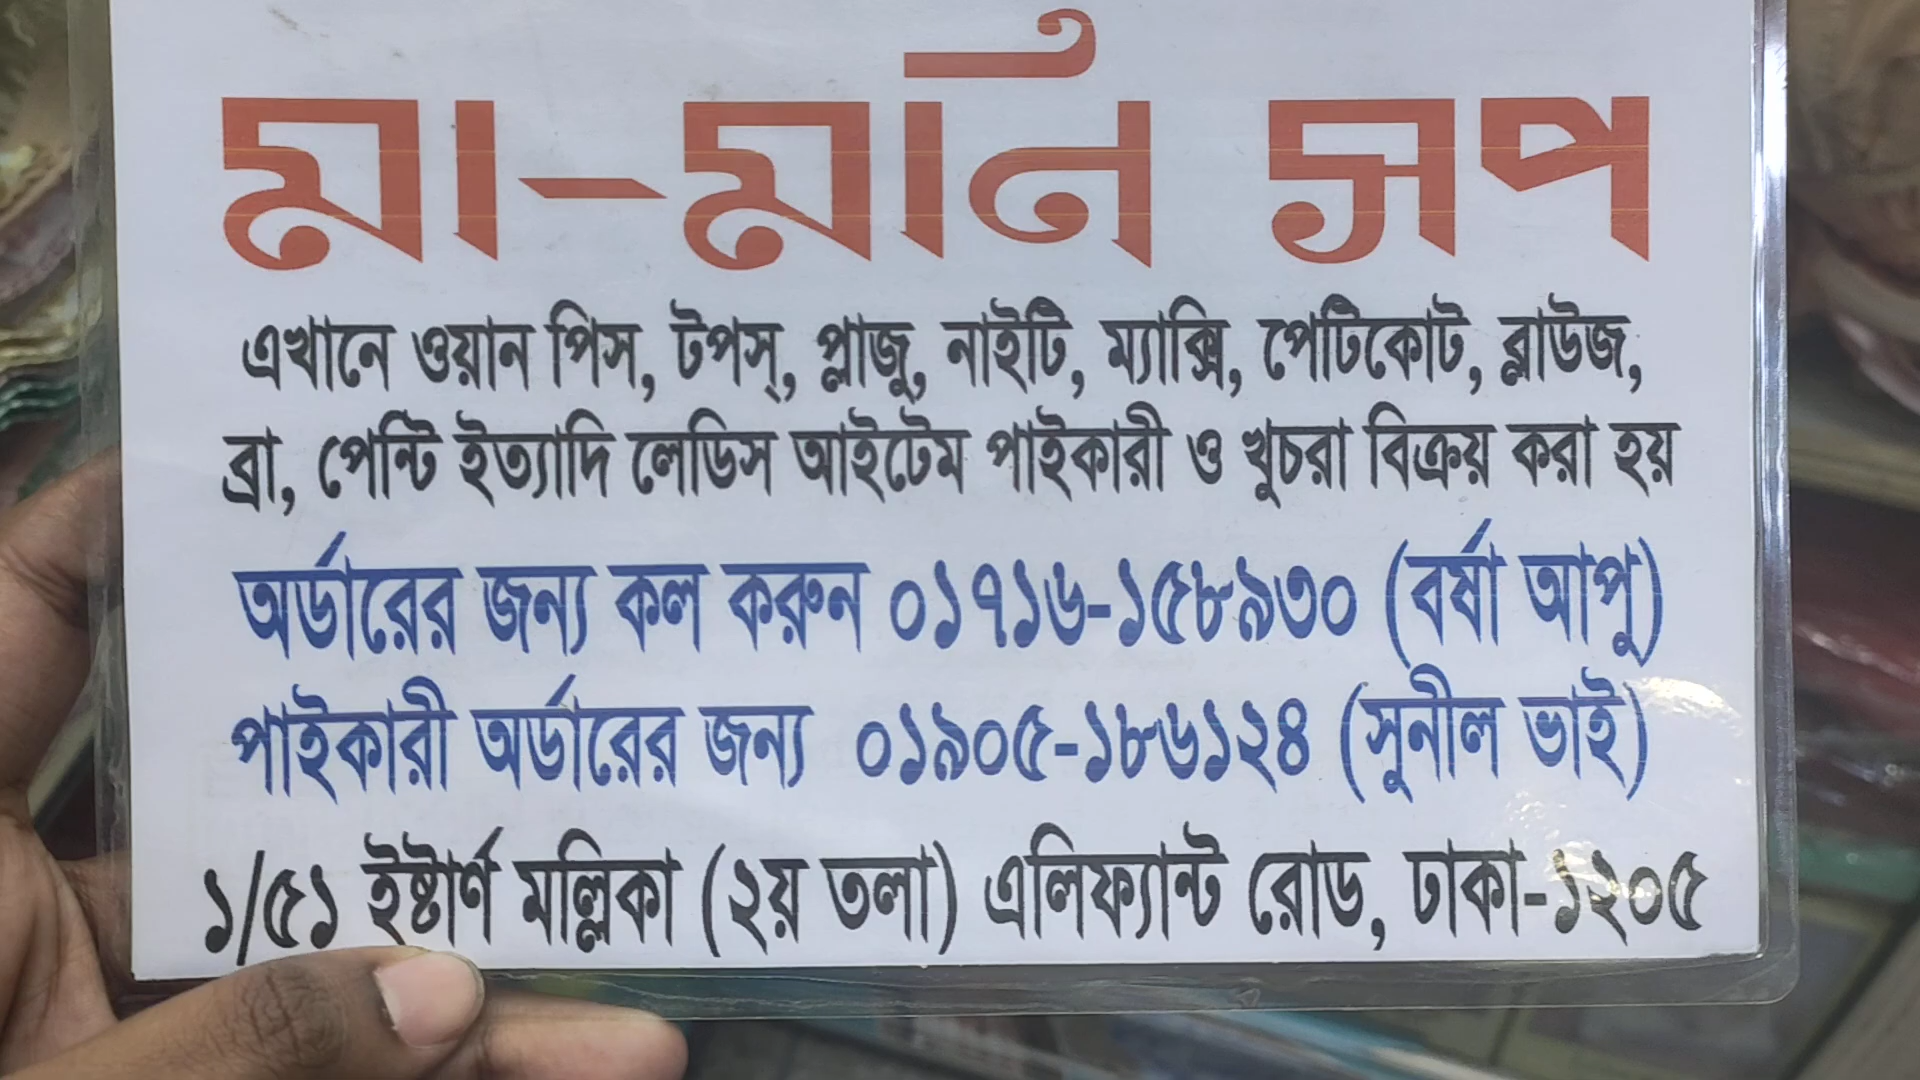 মা-মনি সপ
এখানে ওয়ান পিস, টপস্, প্লাজু, নাইটি, ম্যাক্সি, পেটিকোট, ব্লাউজ,
ব্রা, পেন্টি ইত্যাদি লেডিস আইটেম পাইকারী ও খুচরা বিক্রয় করা হয়
অর্ডারের জন্য কল করুন ০১৭১৬-১৫৮৯৩০ (বর্ষা আপু)
পাইকারী অর্ডারের জন্য ০১৯০৫-১৮৬১২৪ (সুনীল ভাই)
১/৫১ ইষ্টার্ণ মল্লিকা (২য় তলা) এলিফ্যান্ট রোড, ঢাকা-১২০৫